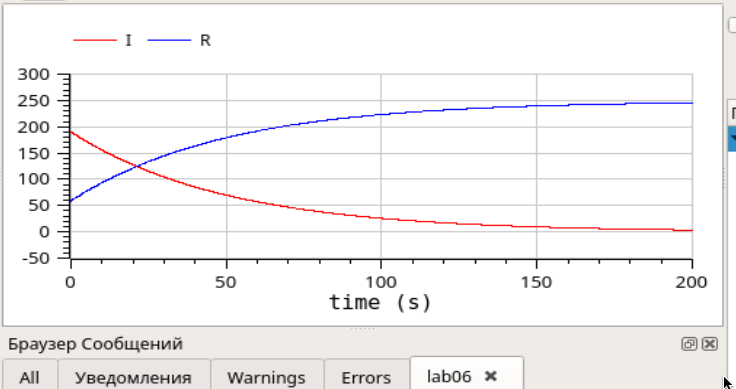 I R
300
250
200
150
100
50
0
-50
0 50 100 150 200
time (s)
Браузер Сообщений
All Уведомления Warnings Errors lab06